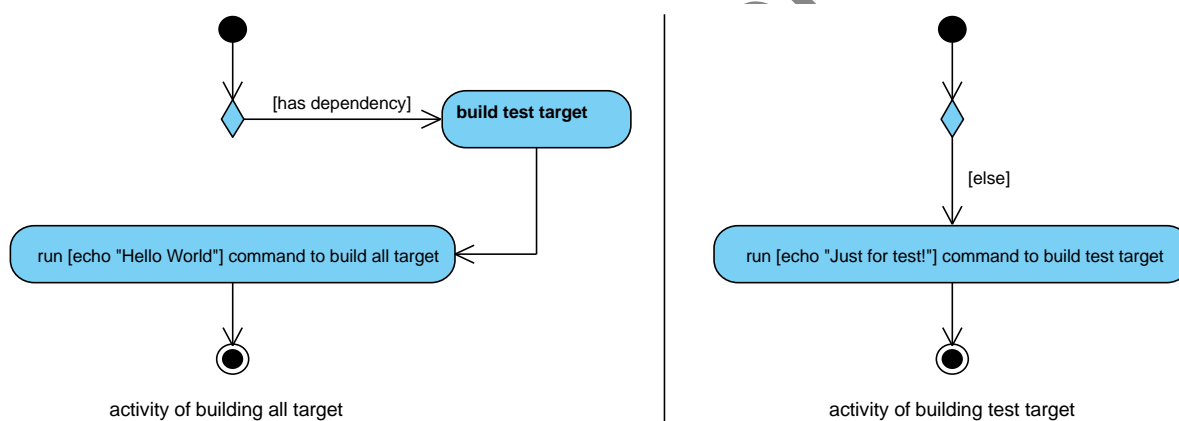 [has dependency]
build test target
run [echo "Hello World"] command to build all target
activity of building all target
[else]
run [echo "Just for test!"] command to build test target
activity of building test target